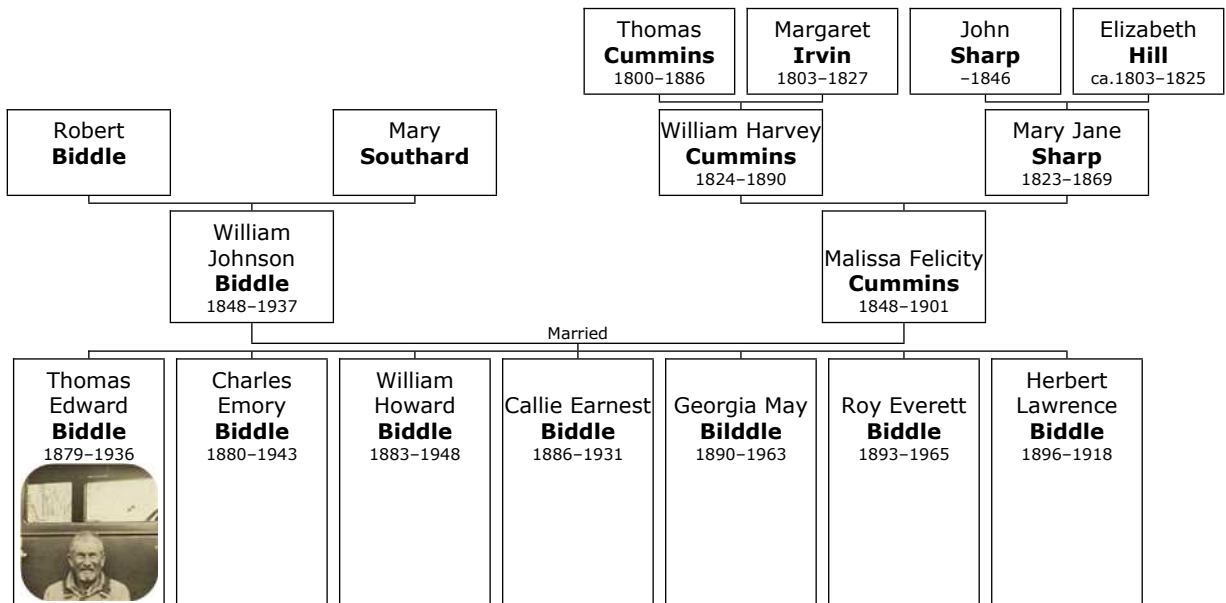 Thomas
Cummins
1800–1886
Margaret
Irvin
1803–1827
John
Sharp
–1846
Elizabeth
Hill
ca.1803–1825
Robert
Biddle
Mary
Southard
William Harvey
Cummins
1824–1890
Mary Jane
Sharp
1823–1869
William
Johnson
Biddle
1848–1937
Malissa Felicity
Cummins
1848–1901
Married
Thomas
Edward
Biddle
1879–1936
Charles
Emory
Biddle
1880–1943
William
Howard
Biddle
1883–1948
Callie Earnest
Biddle
1886–1931
Georgia May
Bilddle
1890–1963
Roy Everett
Biddle
1893–1965
Herbert
Lawrence
Biddle
1896–1918